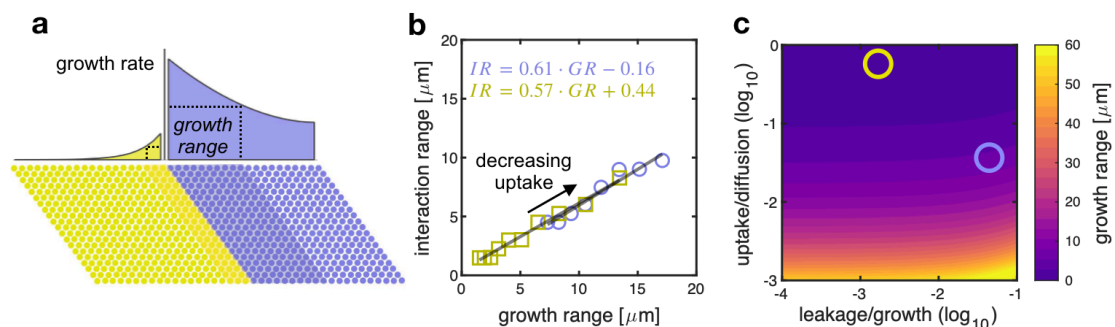 a
growth rate
growth
range
b
IR = 0.61 · GR − 0.16
IR = 0.57 · GR + 0.44
decreasing
uptake
interaction range [μm]
20
15
10
5
0
0
5
10
15
20
growth range [μm]
c
uptake/diffusion (log10)
0
-1
-2
-3
-4
-3
-2
-1
leakage/growth (log10)
60
50
40
30
20
10
0
growth range [μm]